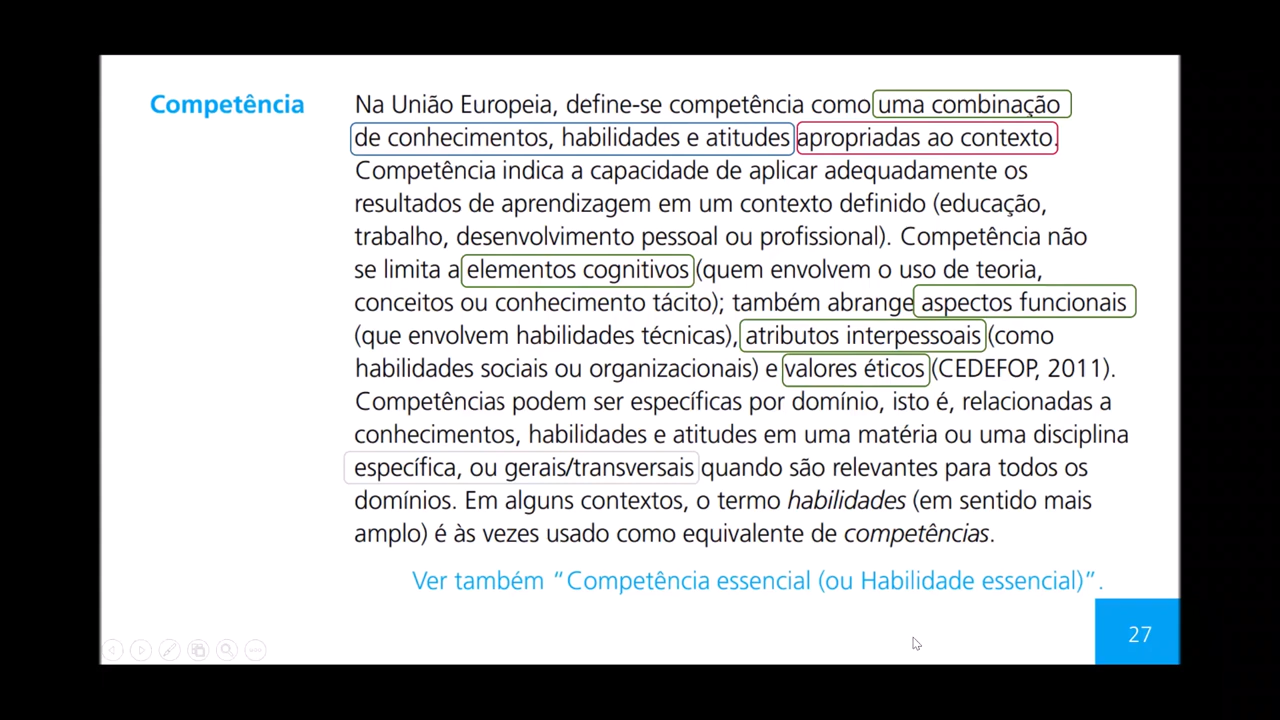 Competência
Na União Europeia, define-se competência como uma combinação
de conhecimentos, habilidades e atitudes apropriadas ao contexto.
Competência indica a capacidade de aplicar adequadamente os
resultados de aprendizagem em um contexto definido (educação,
trabalho, desenvolvimento pessoal ou profissional). Competência não
se limita a elementos cognitivos (quem envolvem o uso de teoria,
conceitos ou conhecimento tácito); também abrange aspectos funcionais
(que envolvem habilidades técnicas), atributos interpessoais (como
habilidades sociais ou organizacionais) e valores éticos (CEDEFOP, 2011).
Competências podem ser específicas por domínio, isto é, relacionadas a
conhecimentos, habilidades e atitudes em uma matéria ou uma disciplina
específica, ou gerais/transversais quando são relevantes para todos os
domínios. Em alguns contextos, o termo habilidades (em sentido mais
amplo) é às vezes usado como equivalente de competências.
Ver também “Competência essencial (ou Habilidade essencial)”.
27